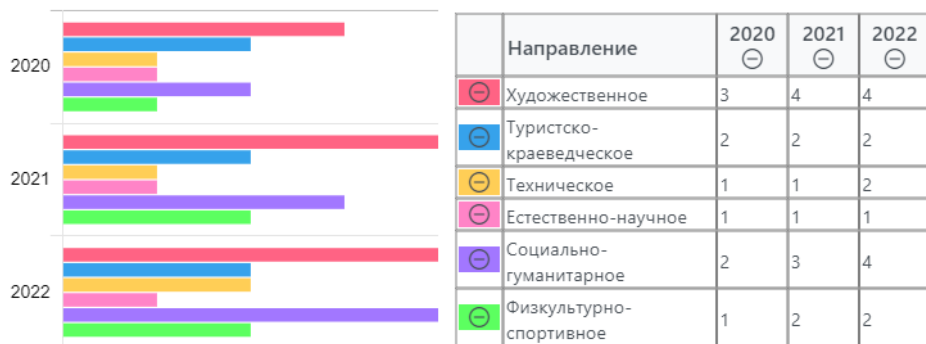 2020
2021
2022
Направление 2020 2021 2022
Художественное 3 4 4
Туристско-
краеведческое 2 2 2
Техническое 1 1 2
Естественно-научное 1 1 1
Социально-
гуманитарное 2 3 4
Физкультурно-
спортивное 1 2 2